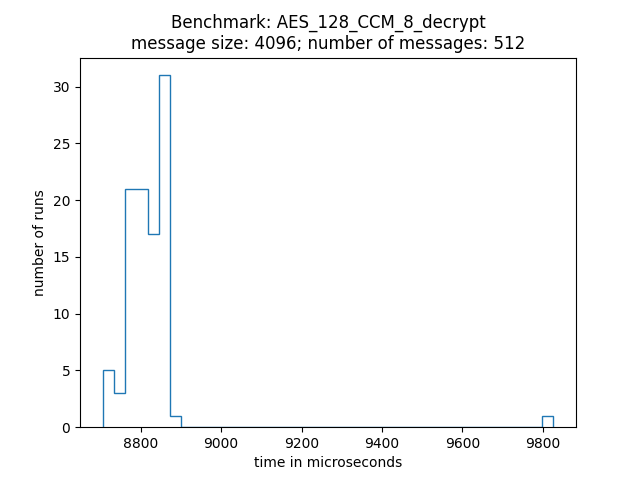 Benchmark: AES_128_CCM_8_decrypt
message size: 4096; number of messages: 512
30
25
20
15
10
5
0
number of runs
8800 9000 9200 9400 9600 9800
time in microseconds